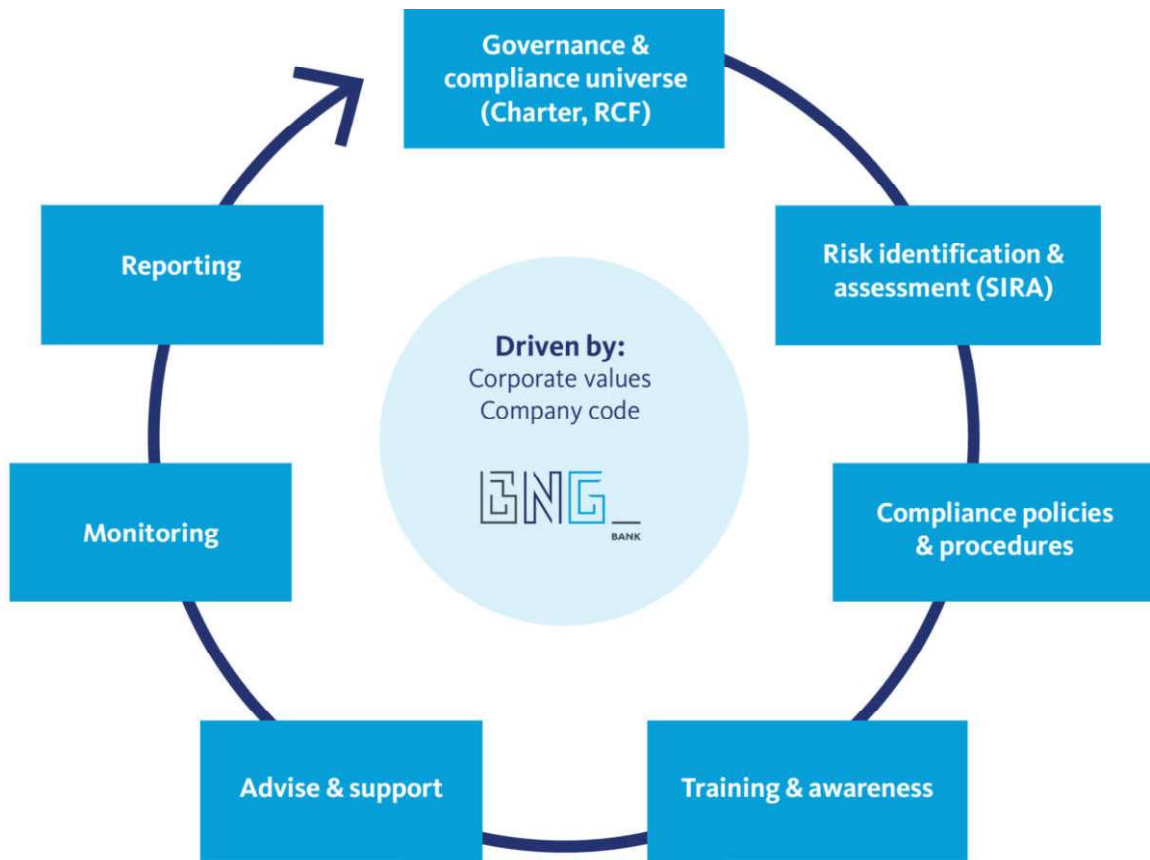 Governance &
compliance universe
(Charter, RCF)
Risk identification &
assessment (SIRA)
Compliance policies
& procedures
Training & awareness
Advise & support
Monitoring
Reporting
Driven by:
Corporate values
Company code
BNG_
BANK